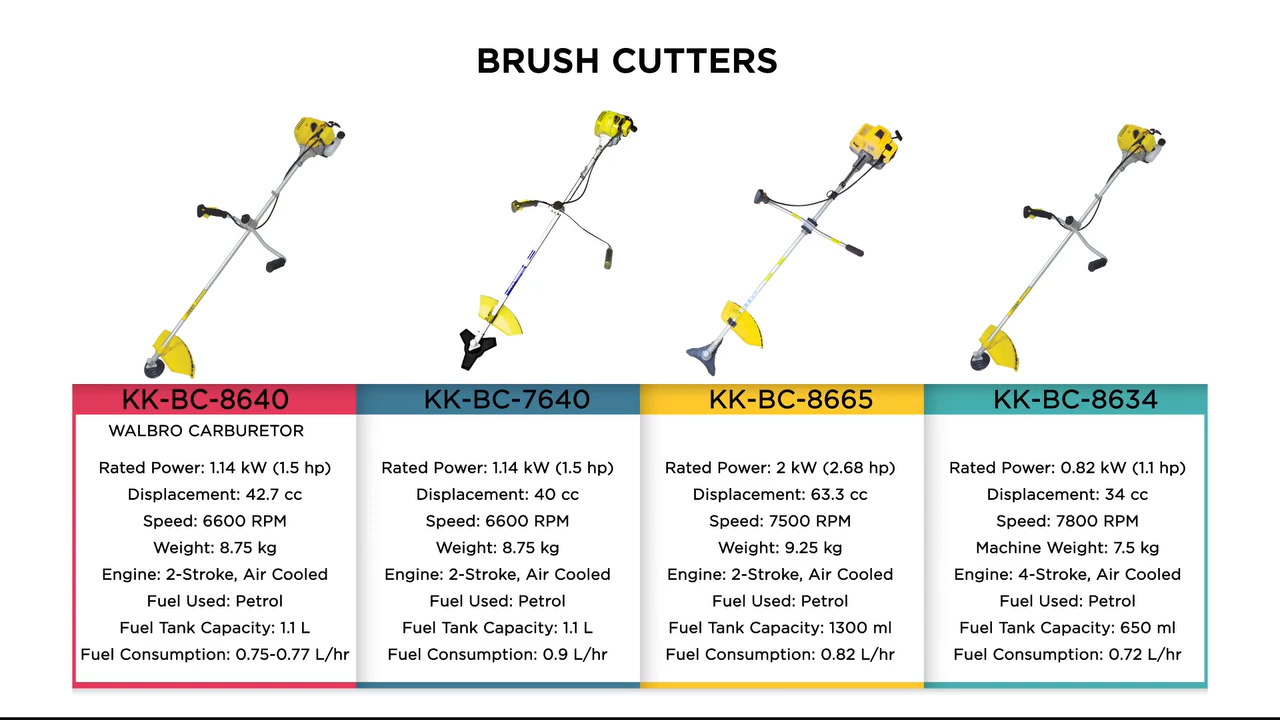 BRUSH CUTTERS
KK-BC-8640
WALBRO CARBURETOR
Rated Power: 1.14 kW (1.5 hp)
Displacement: 42.7 cc
Speed: 6600 RPM
Weight: 8.75 kg
Engine: 2-Stroke, Air Cooled
Fuel Used: Petrol
Fuel Tank Capacity: 1.1 L
Fuel Consumption: 0.75-0.77 L/hr
KK-BC-7640
Rated Power: 1.14 kW (1.5 hp)
Displacement: 40 cc
Speed: 6600 RPM
Weight: 8.75 kg
Engine: 2-Stroke, Air Cooled
Fuel Used: Petrol
Fuel Tank Capacity: 1.1 L
Fuel Consumption: 0.9 L/hr
KK-BC-8665
Rated Power: 2 kW (2.68 hp)
Displacement: 63.3 cc
Speed: 7500 RPM
Weight: 9.25 kg
Engine: 2-Stroke, Air Cooled
Fuel Used: Petrol
Fuel Tank Capacity: 1300 ml
Fuel Consumption: 0.82 L/hr
KK-BC-8634
Rated Power: 0.82 kW (1.1 hp)
Displacement: 34 cc
Speed: 7800 RPM
Machine Weight: 7.5 kg
Engine: 4-Stroke, Air Cooled
Fuel Used: Petrol
Fuel Tank Capacity: 650 ml
Fuel Consumption: 0.72 L/hr